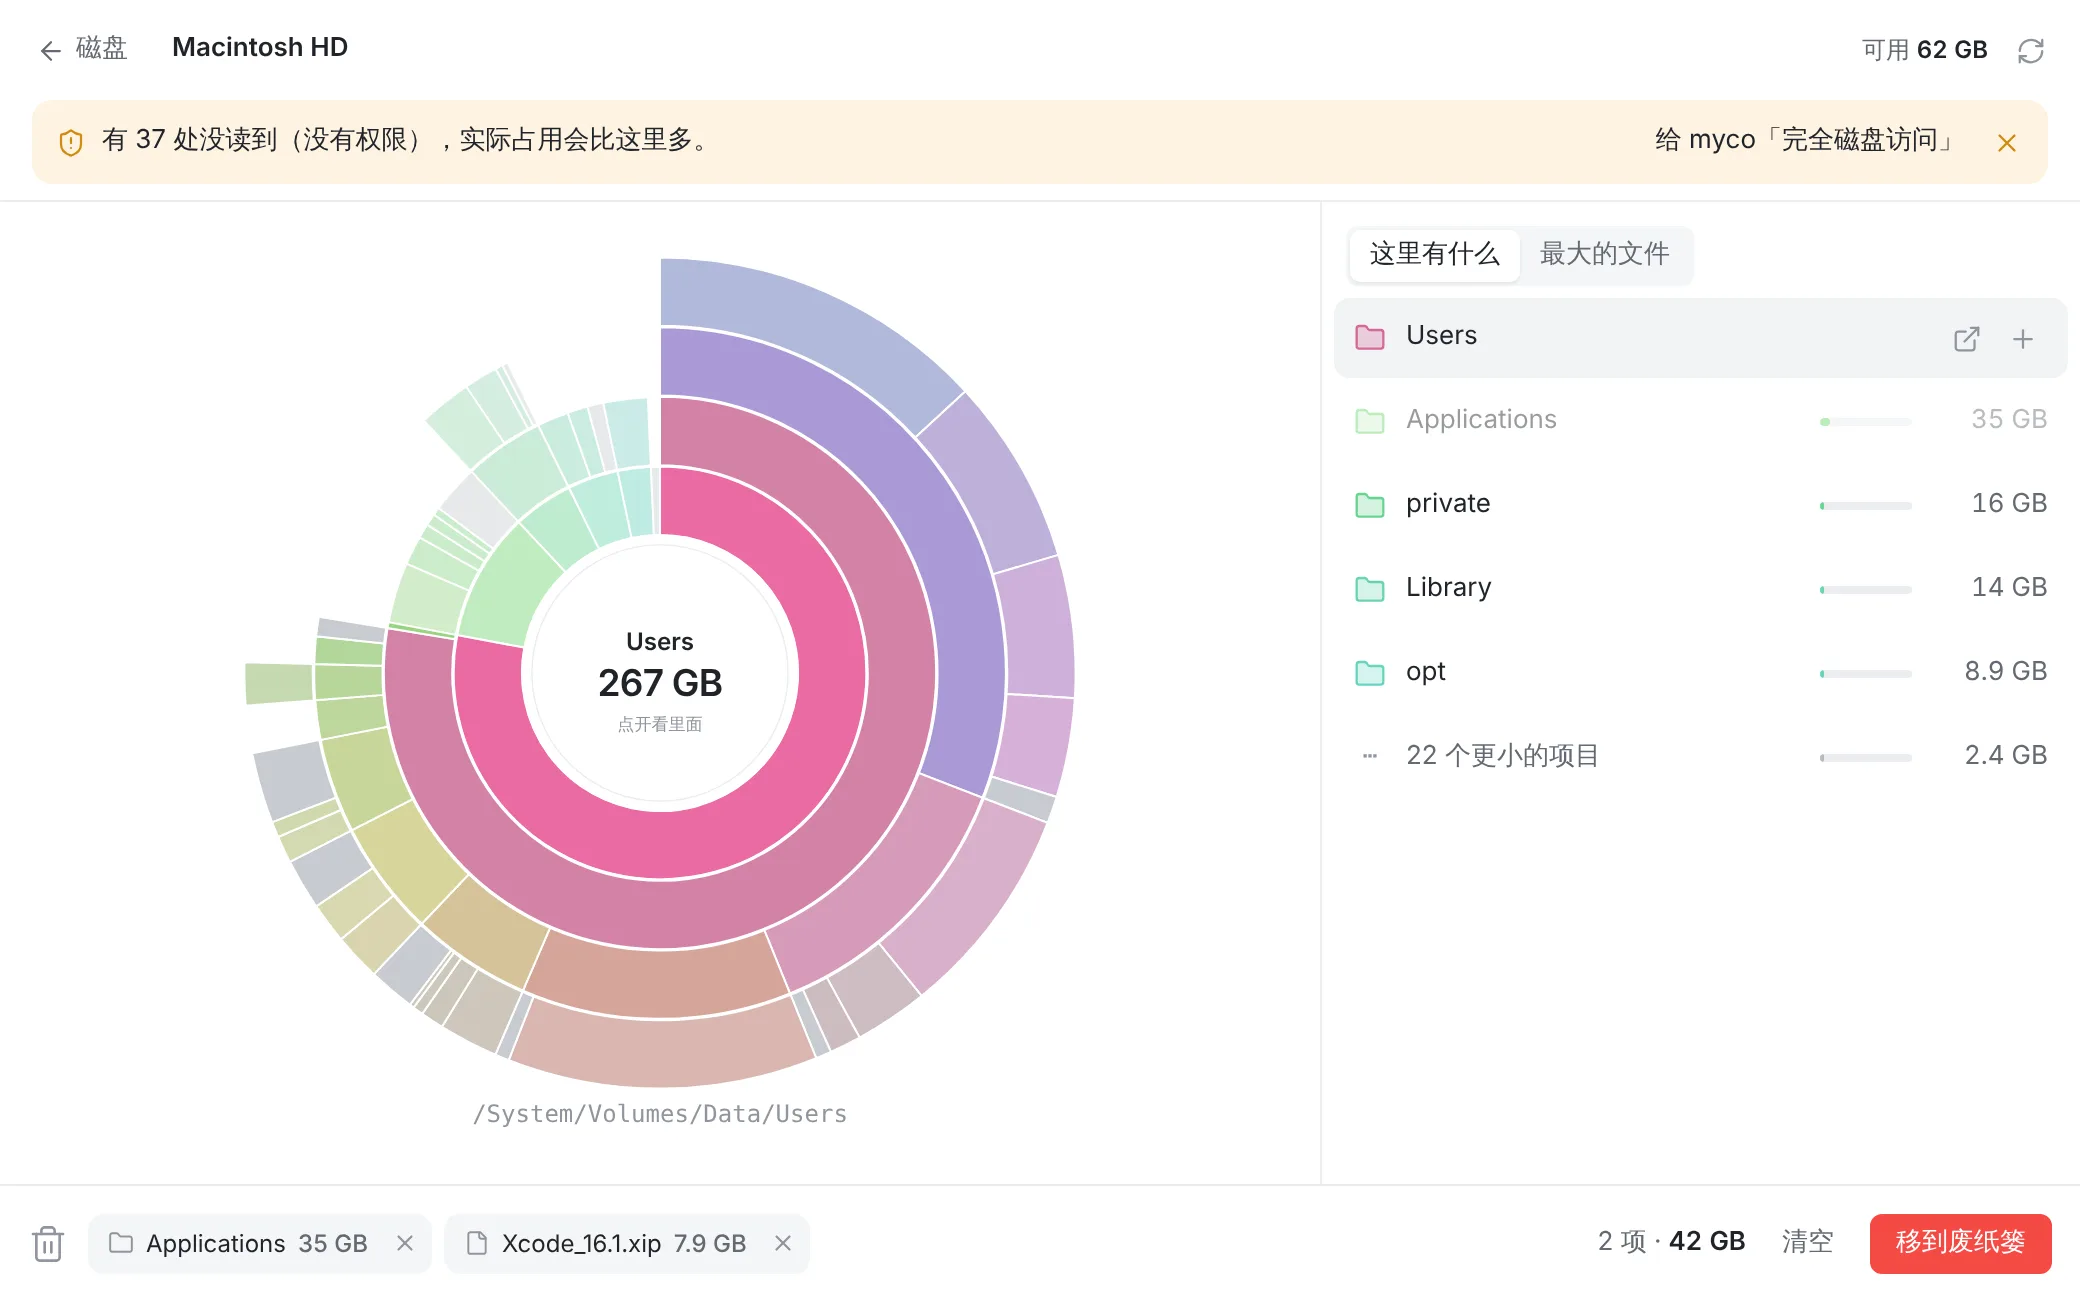 磁盘 Macintosh HD 可用 62 GB
有 37 处没读到（没有权限），实际占用会比这里多。 给 myco「完全磁盘访问」
这里有什么 最大的文件
Users
Applications 35 GB
private 16 GB
Library 14 GB
opt 8.9 GB
22 个更小的项目 2.4 GB
Users
267 GB
点开看里面
/System/Volumes/Data/Users
Applications 35 GB Xcode_16.1.xip 7.9 GB 2 项 · 42 GB 清空 移到废纸篓